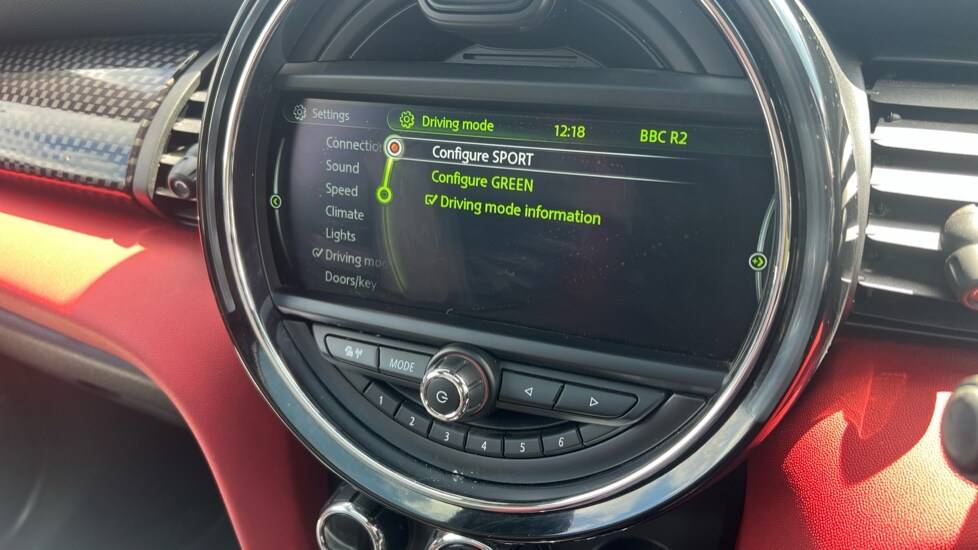 Settings
Driving mode 12:18 BBC R2
Connectio
Sound
Speed
Climate
Lights
Driving mo
Doors/key
Configure SPORT
Configure GREEN
Driving mode information
MODE
1 2 3 4 5 6